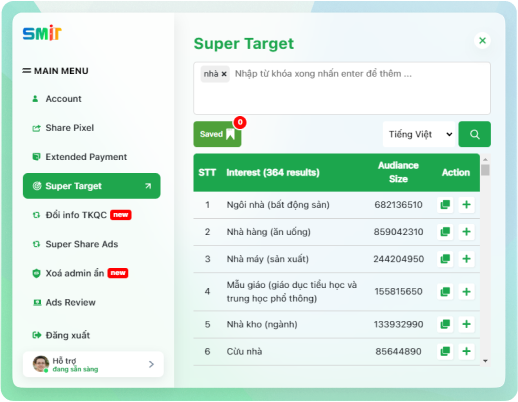 smit
MAIN MENU
Account
Share Pixel
Extended Payment
Super Target
Đổi info TKQC new
Super Share Ads
Xoá admin ẩn new
Ads Review
Đăng xuất
Hỗ trợ
đang sẵn sàng
Super Target
nhà × Nhập từ khóa xong nhấn enter để thêm ...
Saved 0
Tiếng Việt
STT Interest (364 results) Audiance Size Action
1 Ngôi nhà (bất động sản) 682136510
2 Nhà hàng (ăn uống) 859042310
3 Nhà máy (sản xuất) 244204950
4 Mẫu giáo (giáo dục tiểu học và
trung học phổ thông) 155815650
5 Nhà kho (ngành) 133932990
6 Cừu nhà 85644890